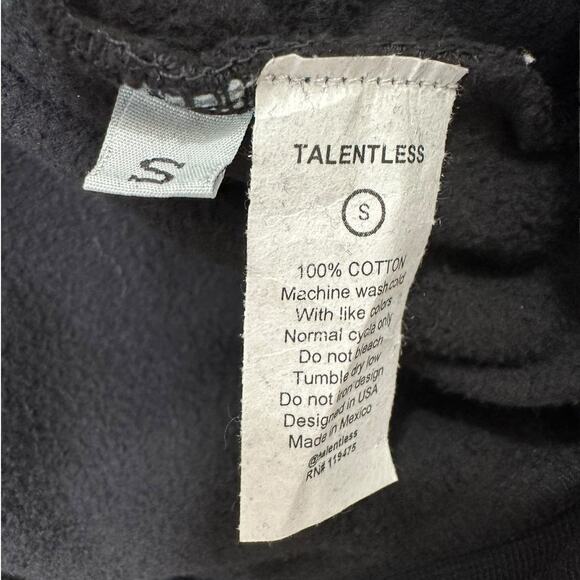 S
TALENTLESS
S
100% COTTON
Machine wash cold
With like colors
Normal cycle only
Do not bleach
Tumble dry low
Do not iron design
Designed in USA
Made in Mexico
@talentless
RN# 119475